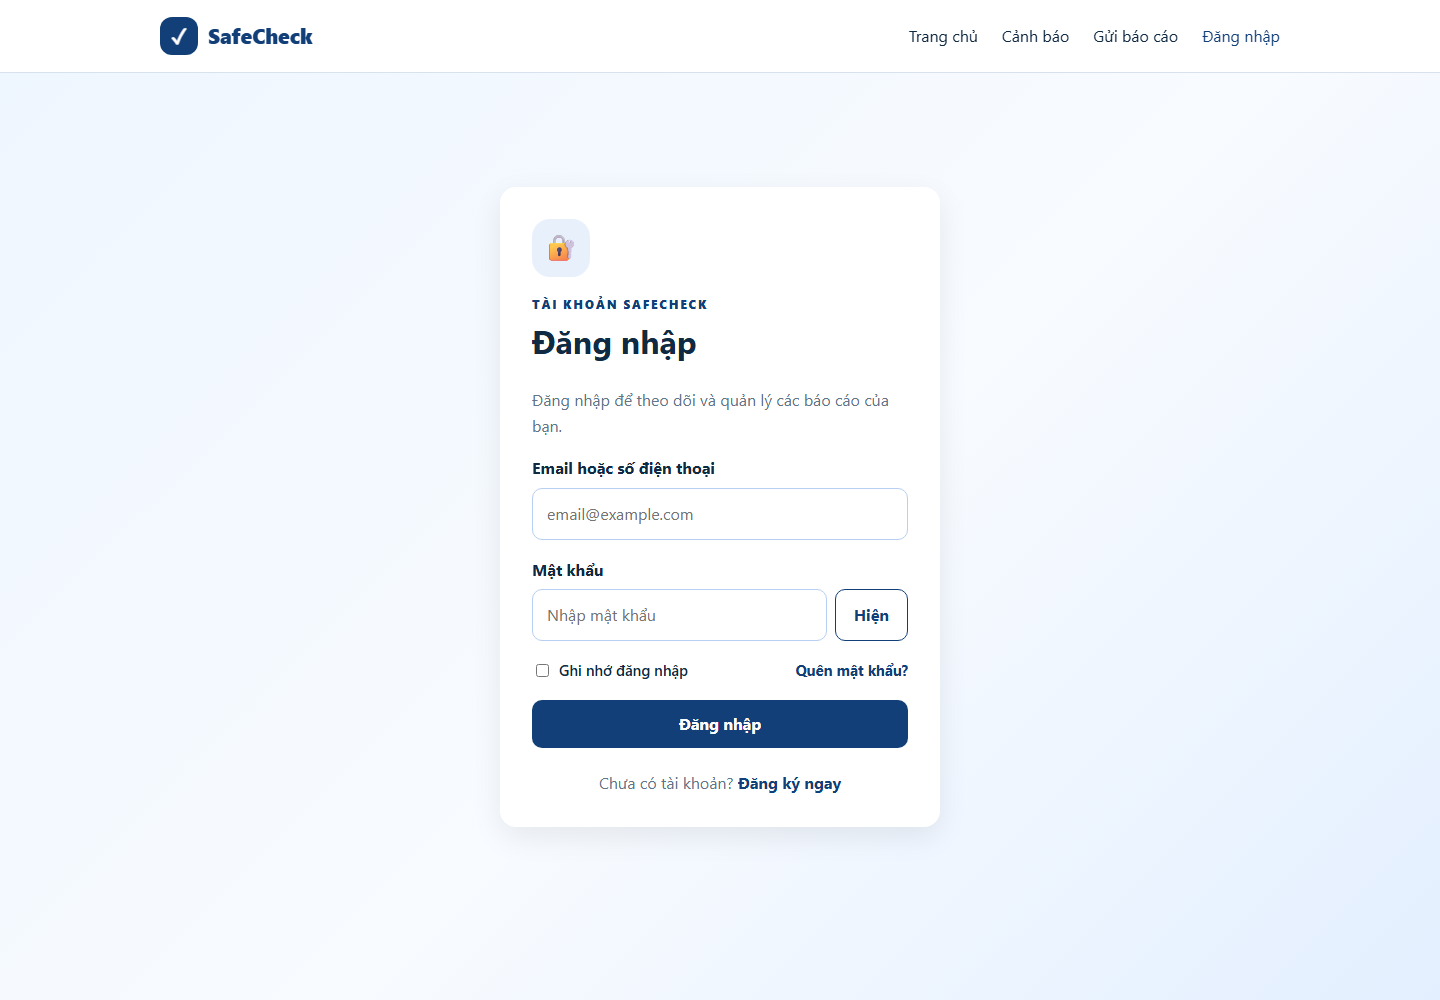 SafeCheck
Trang chủ
Cảnh báo
Gửi báo cáo
Đăng nhập
TÀI KHOẢN SAFECHECK
Đăng nhập
Đăng nhập để theo dõi và quản lý các báo cáo của
bạn.
Email hoặc số điện thoại
email@example.com
Mật khẩu
Nhập mật khẩu
Hiện
Ghi nhớ đăng nhập
Quên mật khẩu?
Đăng nhập
Chưa có tài khoản? Đăng ký ngay